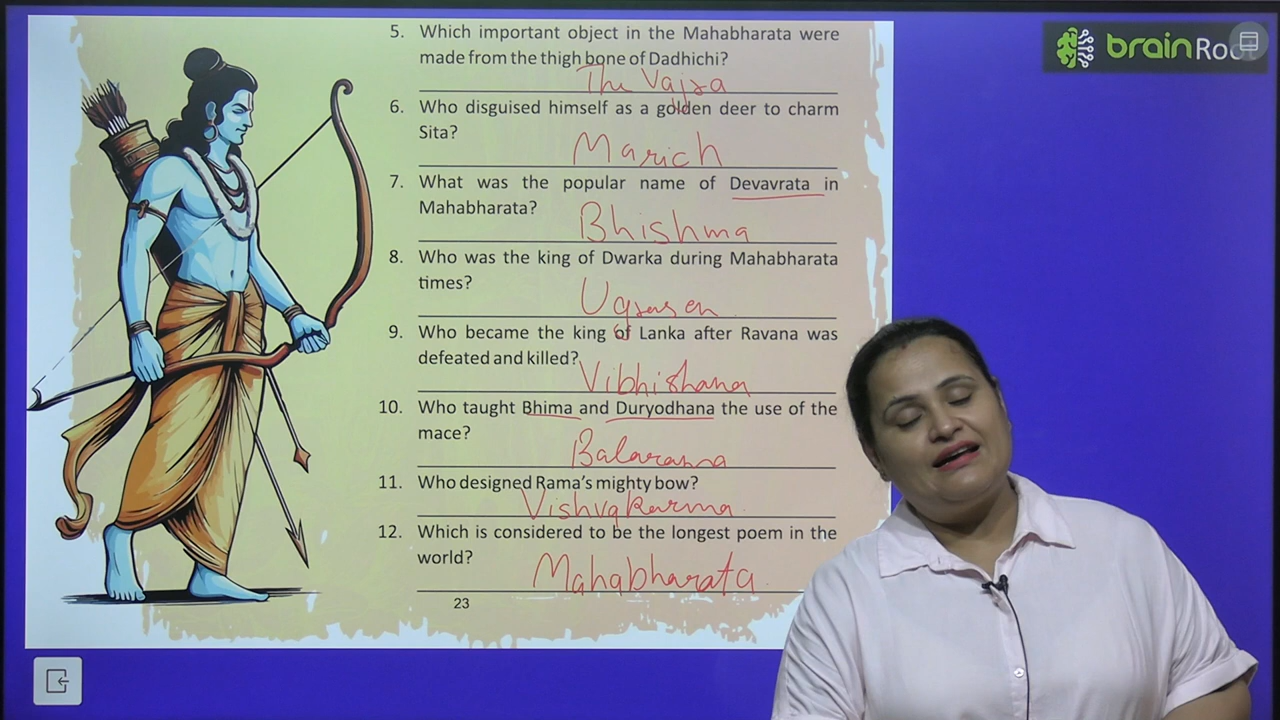 brainRoot
5. Which important object in the Mahabharata were
made from the thigh bone of Dadhichi?
The Vajra
6. Who disguised himself as a golden deer to charm
Sita?
Marich
7. What was the popular name of Devavrata in
Mahabharata?
Bhishma
8. Who was the king of Dwarka during Mahabharata
times?
Ugrasen
9. Who became the king of Lanka after Ravana was
defeated and killed?
Vibhishana
10. Who taught Bhima and Duryodhana the use of the
mace?
Balarama
11. Who designed Rama's mighty bow?
Vishvakarma
12. Which is considered to be the longest poem in the
world?
Mahabharata
23